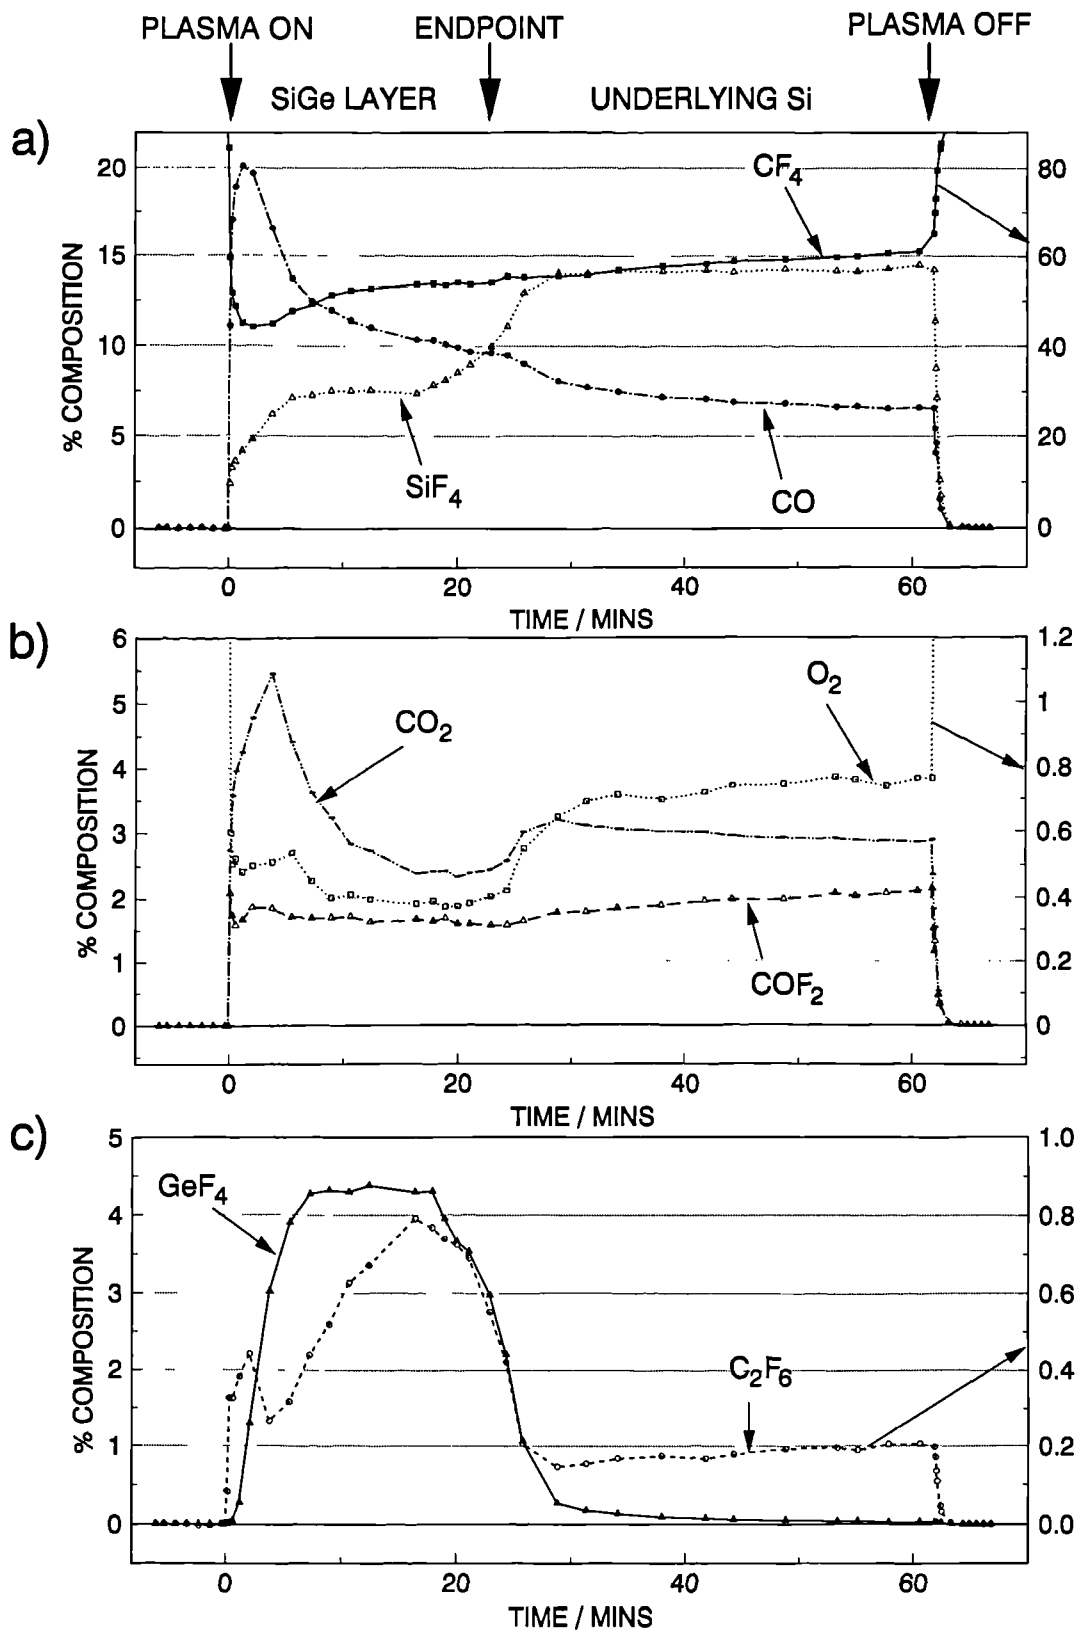 PLASMA ON ENDPOINT PLASMA OFF
SiGe LAYER UNDERLYING Si
a)
% COMPOSITION
20
15
10
5
0
80
60
40
20
0
CF4
SiF4
CO
0 20 40 60
TIME / MINS
b)
% COMPOSITION
6
5
4
3
2
1
0
1.2
1
0.8
0.6
0.4
0.2
0
CO2
O2
COF2
0 20 40 60
TIME / MINS
c)
% COMPOSITION
5
4
3
2
1
0
1.0
0.8
0.6
0.4
0.2
0.0
GeF4
C2F6
0 20 40 60
TIME / MINS